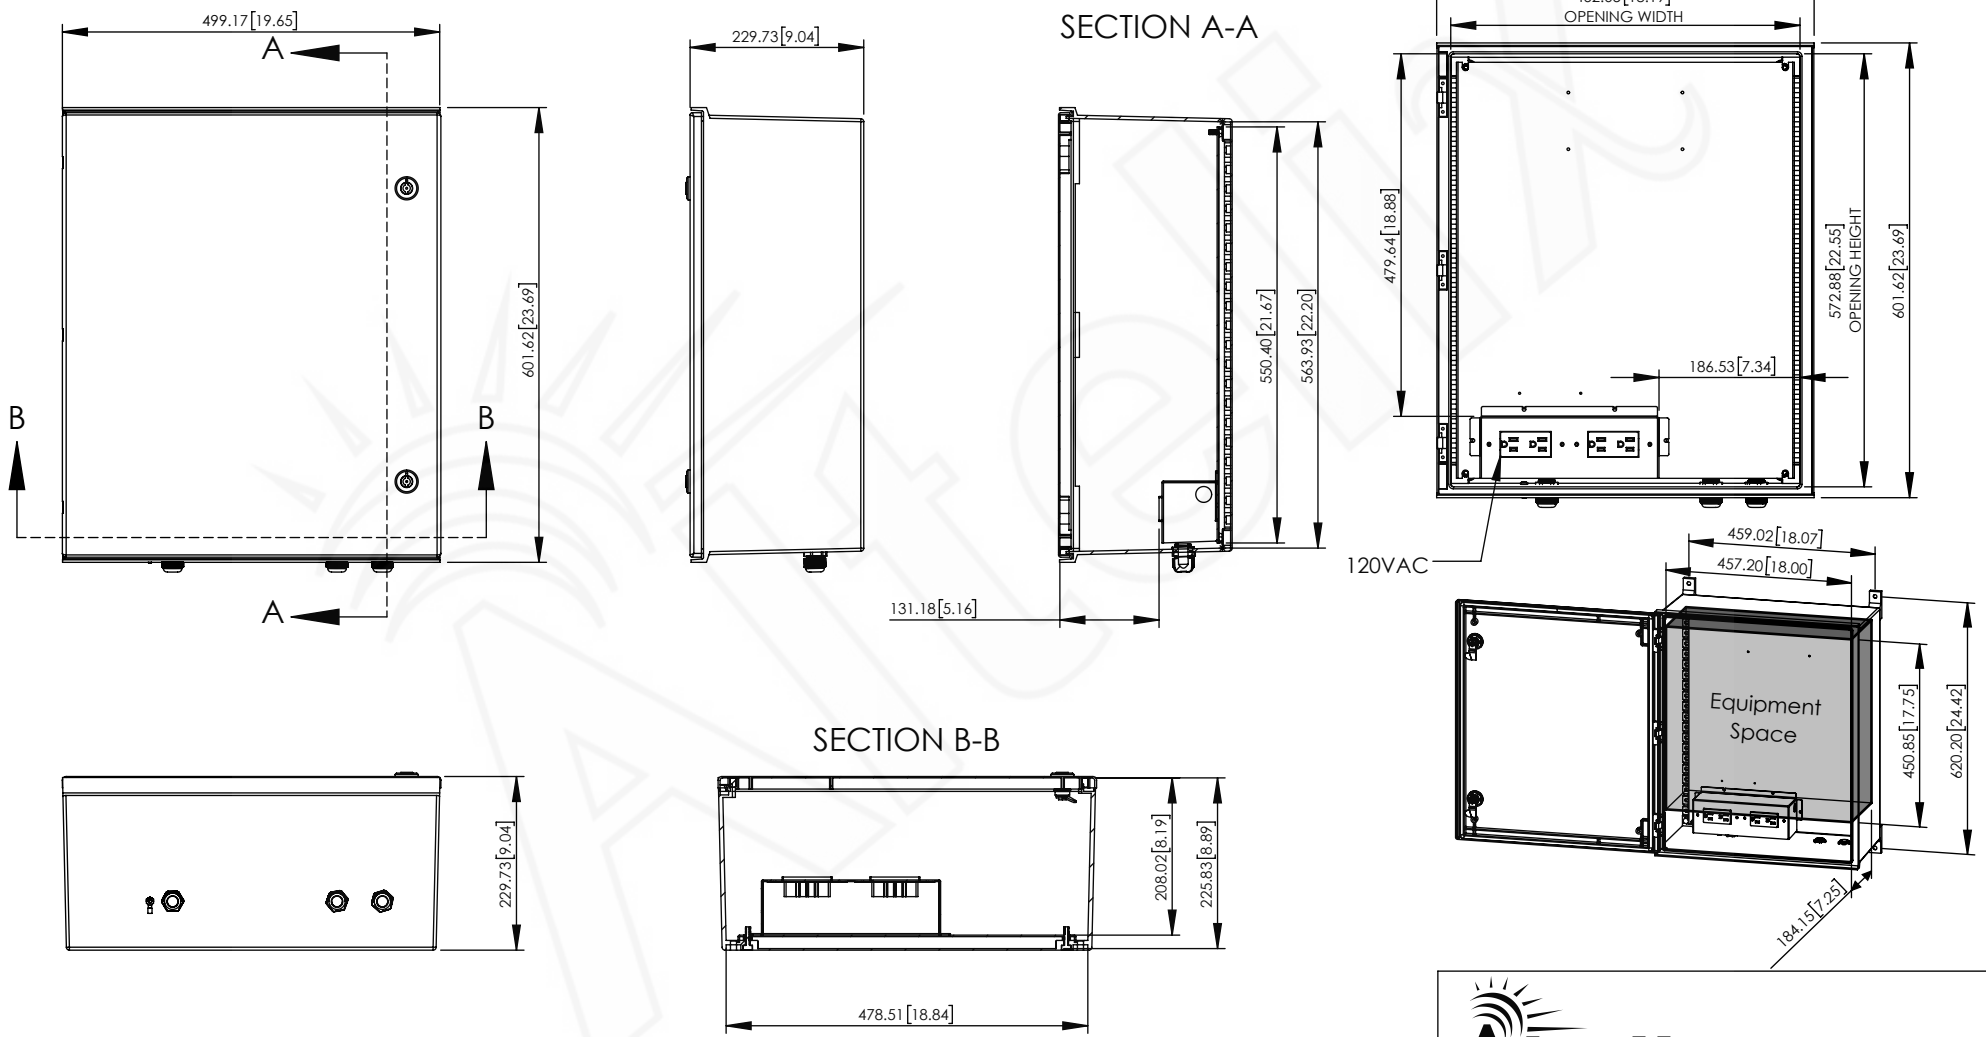 499.17[19.65]
A
601.62[23.69]
B
B
A
229.73[9.04]
SECTION A-A
550.40[21.67]
563.93[22.20]
131.18[5.16]
OPENING WIDTH
479.64[18.88]
572.88[22.55]
OPENING HEIGHT
601.62[23.69]
186.53[7.34]
120VAC
459.02[18.07]
457.20[18.00]
Equipment
Space
450.85[17.75]
620.20[24.42]
184.15[7.25]
229.73[9.04]
SECTION B-B
208.02[8.19]
225.83[8.89]
478.51[18.84]
Altelix